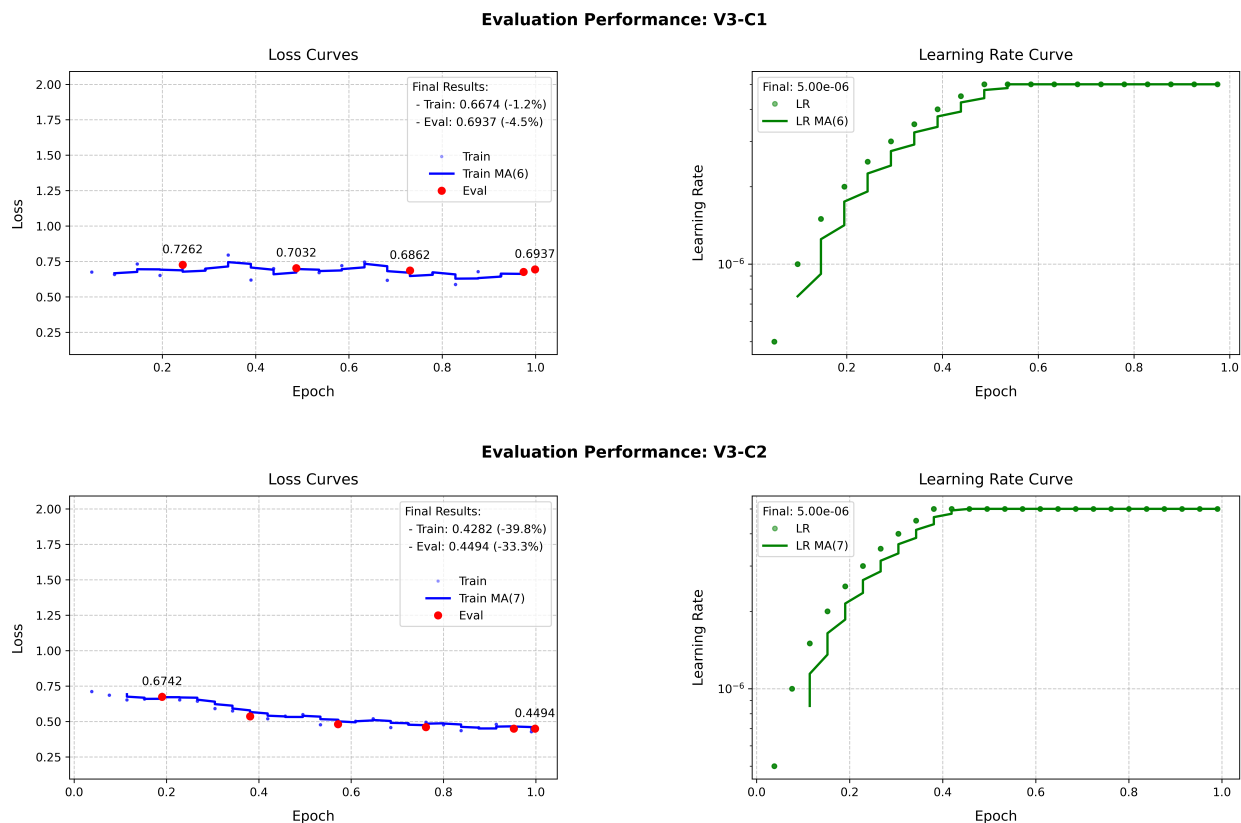 Evaluation Performance: V3-C1
Loss Curves
2.00
1.75
1.50
1.25
1.00
0.75
0.50
0.25
Loss
Final Results:
- Train: 0.6674 (-1.2%)
- Eval: 0.6937 (-4.5%)
Train
Train MA(6)
Eval
0.7262
0.7032
0.6862
0.6937
0.2
0.4
0.6
0.8
1.0
Epoch
Learning Rate Curve
Final: 5.00e-06
LR
LR MA(6)
Learning Rate
10⁻⁶
0.2
0.4
0.6
0.8
1.0
Epoch
Evaluation Performance: V3-C2
Loss Curves
2.00
1.75
1.50
1.25
1.00
0.75
0.50
0.25
Loss
Final Results:
- Train: 0.4282 (-39.8%)
- Eval: 0.4494 (-33.3%)
Train
Train MA(7)
Eval
0.6742
0.4494
0.0
0.2
0.4
0.6
0.8
1.0
Epoch
Learning Rate Curve
Final: 5.00e-06
LR
LR MA(7)
Learning Rate
10⁻⁶
0.0
0.2
0.4
0.6
0.8
1.0
Epoch